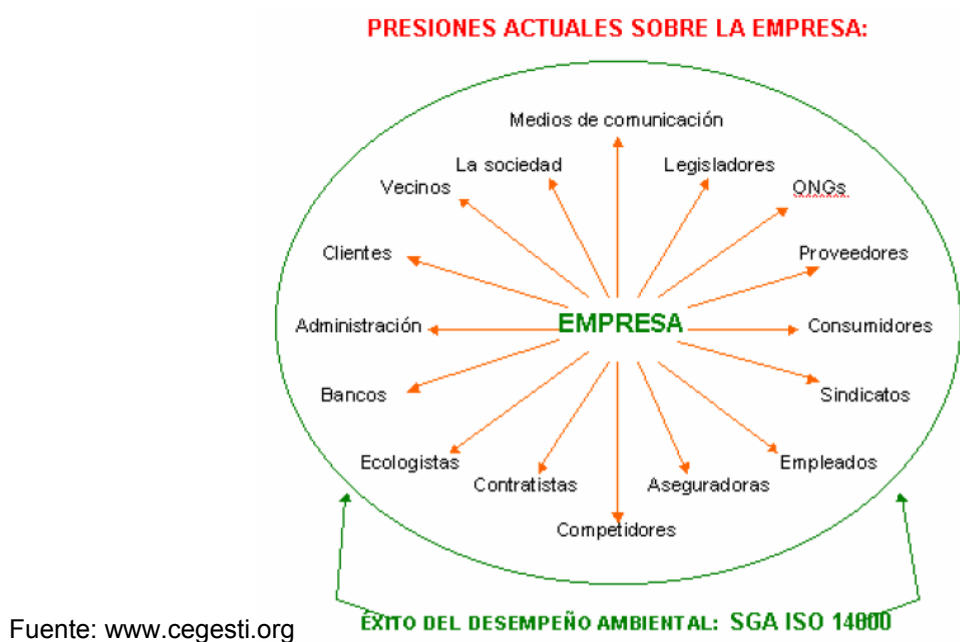 PRESIONES ACTUALES SOBRE LA EMPRESA:
Medios de comunicación
La sociedad
Legisladores
Vecinos
ONGs
Clientes
Proveedores
Administración
EMPRESA
Consumidores
Bancos
Sindicatos
Ecologistas
Empleados
Contratistas
Aseguradoras
Competidores
ÉXITO DEL DESEMPEÑO AMBIENTAL: SGA ISO 14000
Fuente: www.cegesti.org